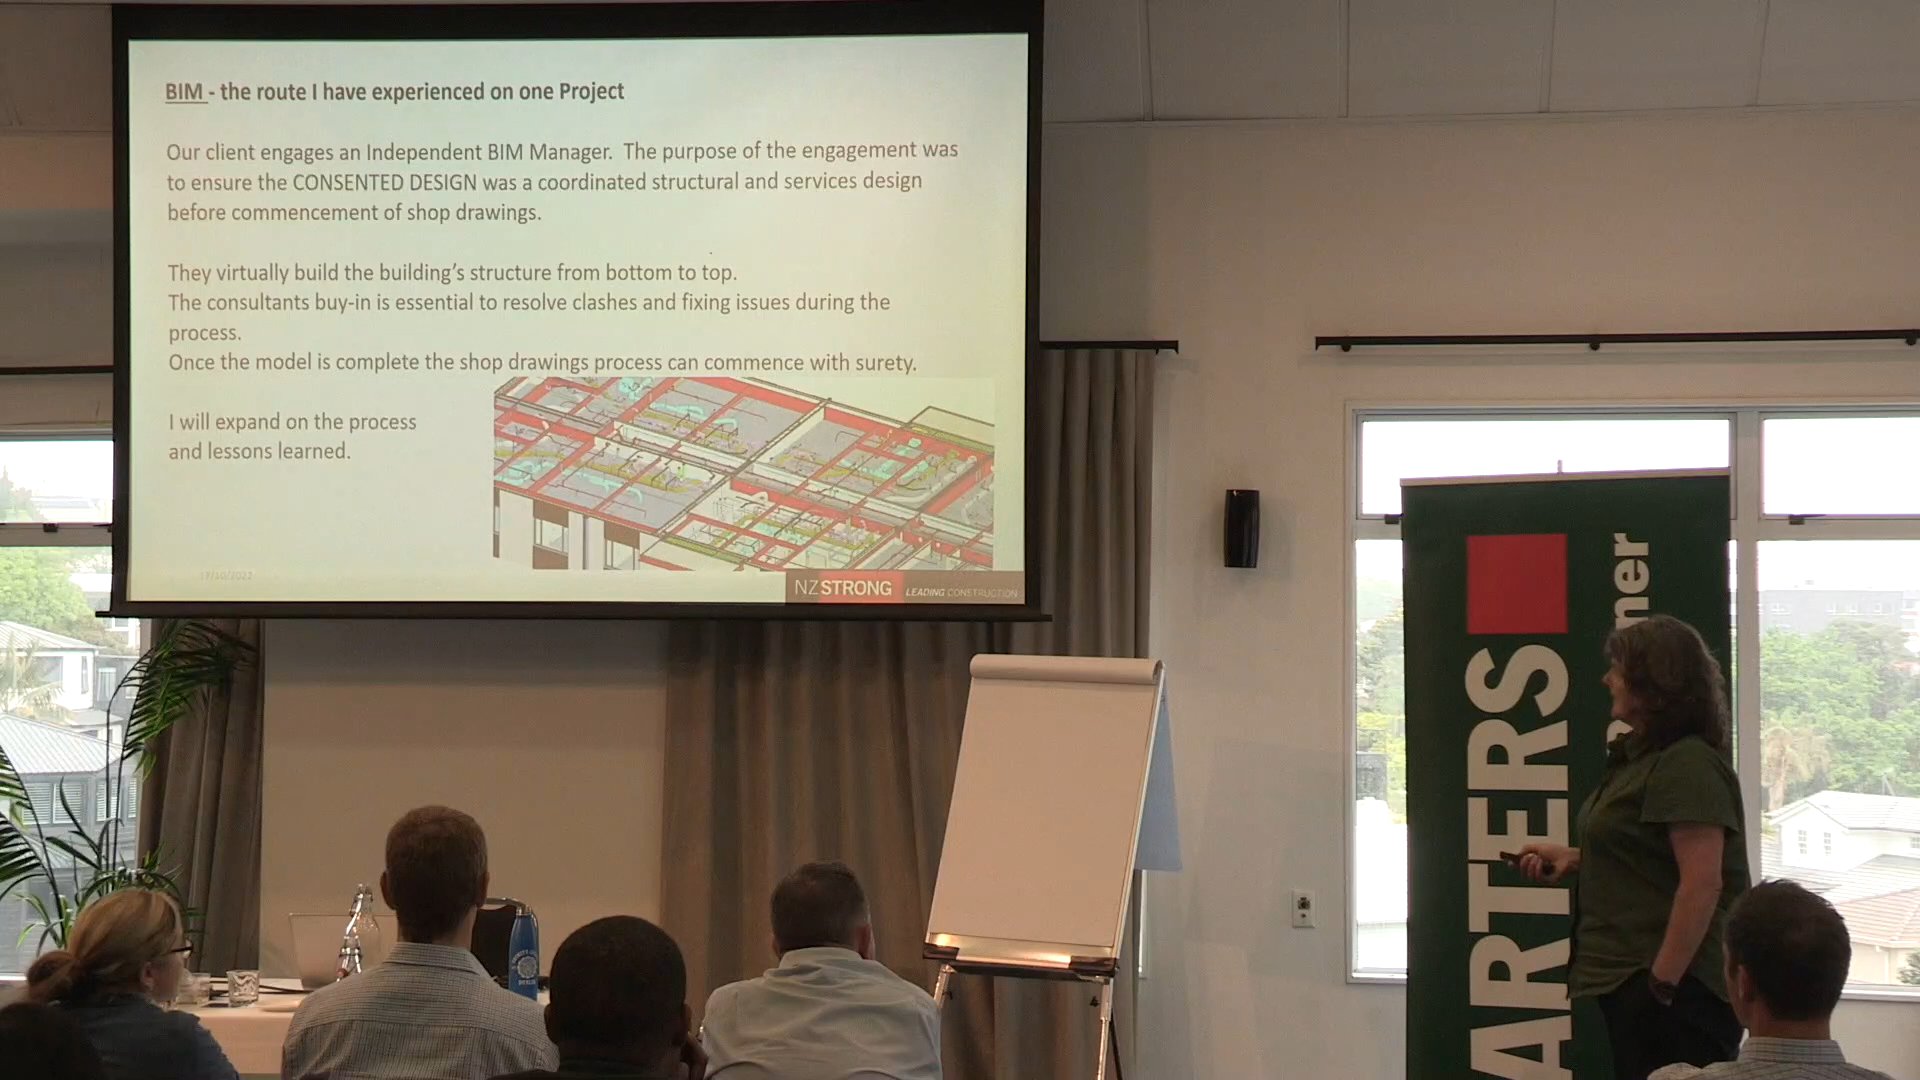 BIM - the route I have experienced on one Project
Our client engages an Independent BIM Manager. The purpose of the engagement was
to ensure the CONSENTED DESIGN was a coordinated structural and services design
before commencement of shop drawings.
They virtually build the building's structure from bottom to top.
The consultants buy-in is essential to resolve clashes and fixing issues during the
process.
Once the model is complete the shop drawings process can commence with surety.
I will expand on the process
and lessons learned.
NZSTRONG LEADING CONSTRUCTION
ARTERS
ner